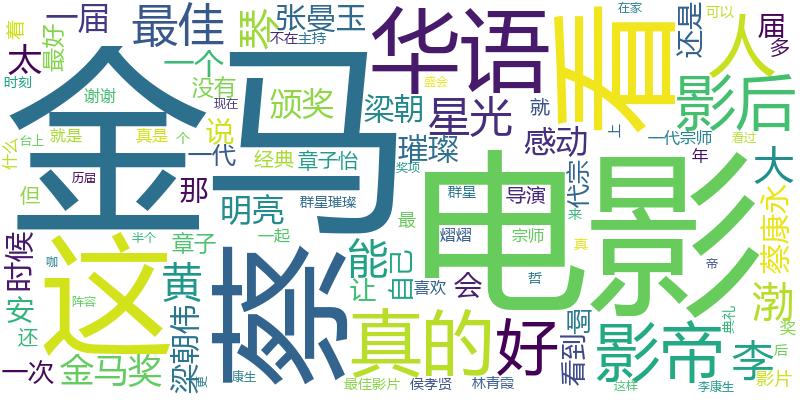 一届
最佳
琴
张曼玉
不在
主持
华语
看
人
还是
在家
可以
届
多
着
太
最好
时刻
谢谢
一个
没有
现在
颁奖
梁朝
星光
盛会
就
影后
什么
台上
就是
真是
个
说
金马
璀璨
感动
上
一代宗师
看过
但
历届
一代
那
经典
章子怡
奖项
电影
代宗
年
大
蔡康永
时候
这
半个
章子
明亮
群星璀璨
一起
最
群星
熠熠
导演
宗师
来
真
哲
帝
安
还
咖
阵容
黄
蔡
能
让
自己
喜欢
会
看到
哥
渤
典礼
奖
一次
金马奖
梁朝伟
更
康生
真的
最佳影片
侯孝贤
好
林青霞
影帝
这样
李
李康生
后
影片